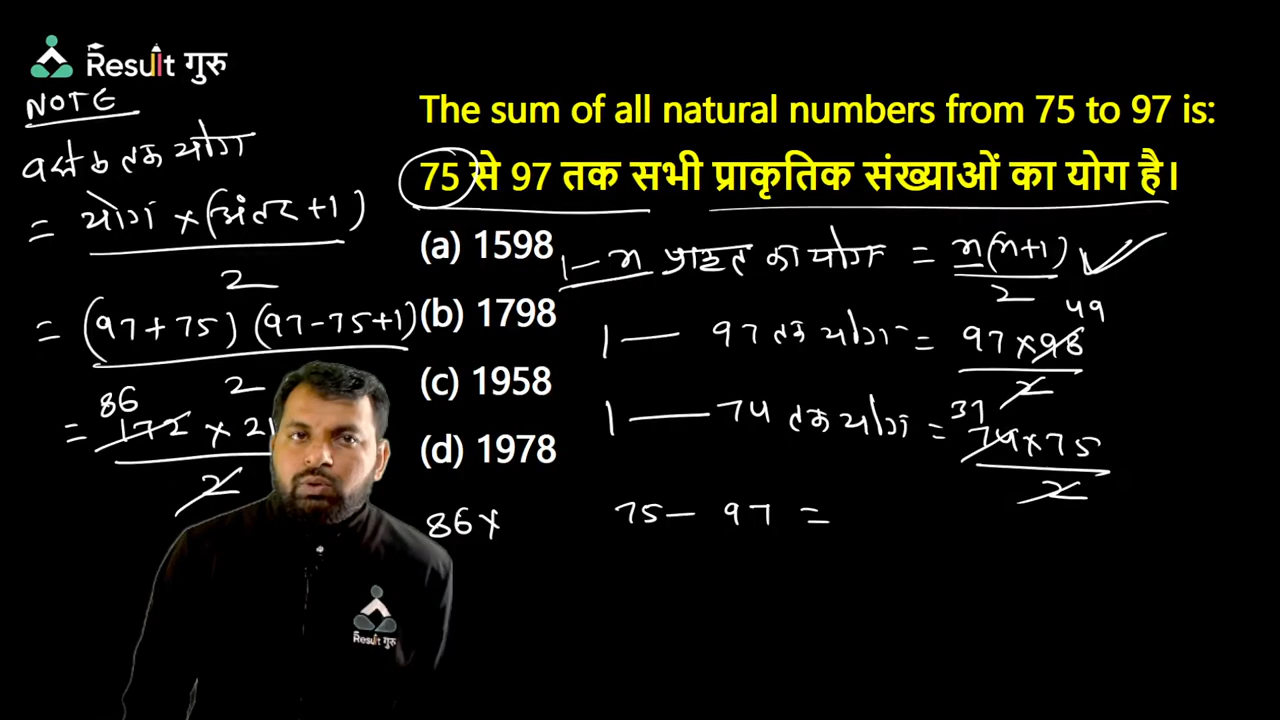 Result गुरु
NOTE
a से b तक योग
= योग × (अंतर + 1)
2
= (97 + 75) (97 - 75 + 1)
2
86
= 172 × 2
2
86 ×
The sum of all natural numbers from 75 to 97 is:
75 से 97 तक सभी प्राकृतिक संख्याओं का योग है।
(a) 1598
(b) 1798
(c) 1958
(d) 1978
1 — n प्राकृत का योग = n(n+1)
2
49
1 — 97 तक योग = 97 × 98
2
37
1 — 74 तक योग = 74 × 75
2
75 — 97 =
Result गुरु